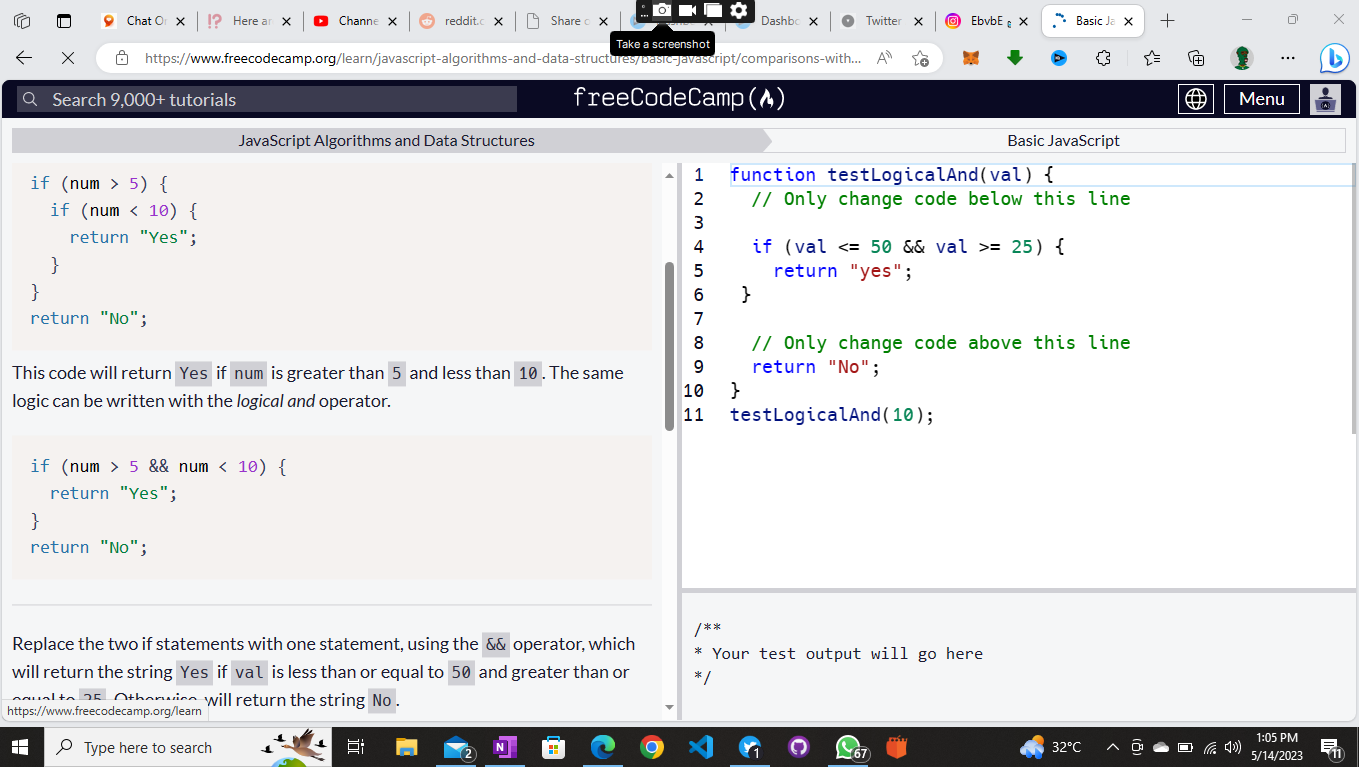 Chat O
Here ar
Channe
reddit.c
Share o
Dashbo
Twitter
EbvbE
Basic Ja
Take a screenshot
https://www.freecodecamp.org/learn/javascript-algorithms-and-data-structures/basic-javascript/comparisons-with...
Search 9,000+ tutorials
freeCodeCamp
Menu
JavaScript Algorithms and Data Structures
Basic JavaScript
if (num > 5) {
if (num < 10) {
return "Yes";
}
}
return "No";
This code will return Yes if num is greater than 5 and less than 10. The same
logic can be written with the logical and operator.
if (num > 5 && num < 10) {
return "Yes";
}
return "No";
Replace the two if statements with one statement, using the && operator, which
will return the string Yes if val is less than or equal to 50 and greater than or
equal to 25. Otherwise, will return the string No.
https://www.freecodecamp.org/learn
1 function testLogicalAnd(val) {
2 // Only change code below this line
3
4 if (val <= 50 && val >= 25) {
5 return "yes";
6 }
7
8 // Only change code above this line
9 return "No";
10 }
11 testLogicalAnd(10);
/**
* Your test output will go here
*/
Type here to search
2
1
67
32°C
1:05 PM
5/14/2023
11